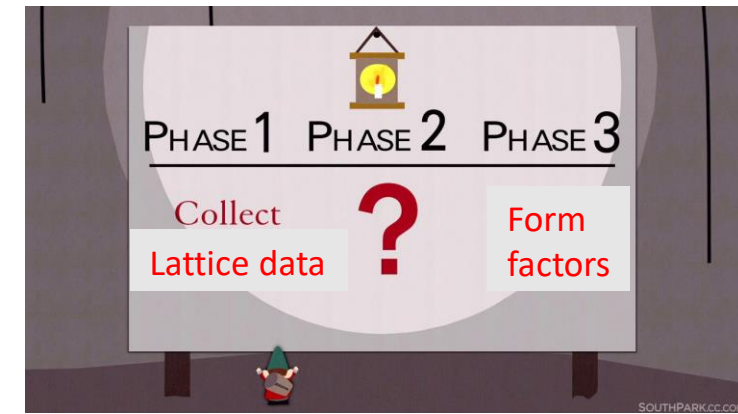 PHASE 1 PHASE 2 PHASE 3
Collect
Lattice data
?
Form
factors
SOUTHPARK.CC.CO